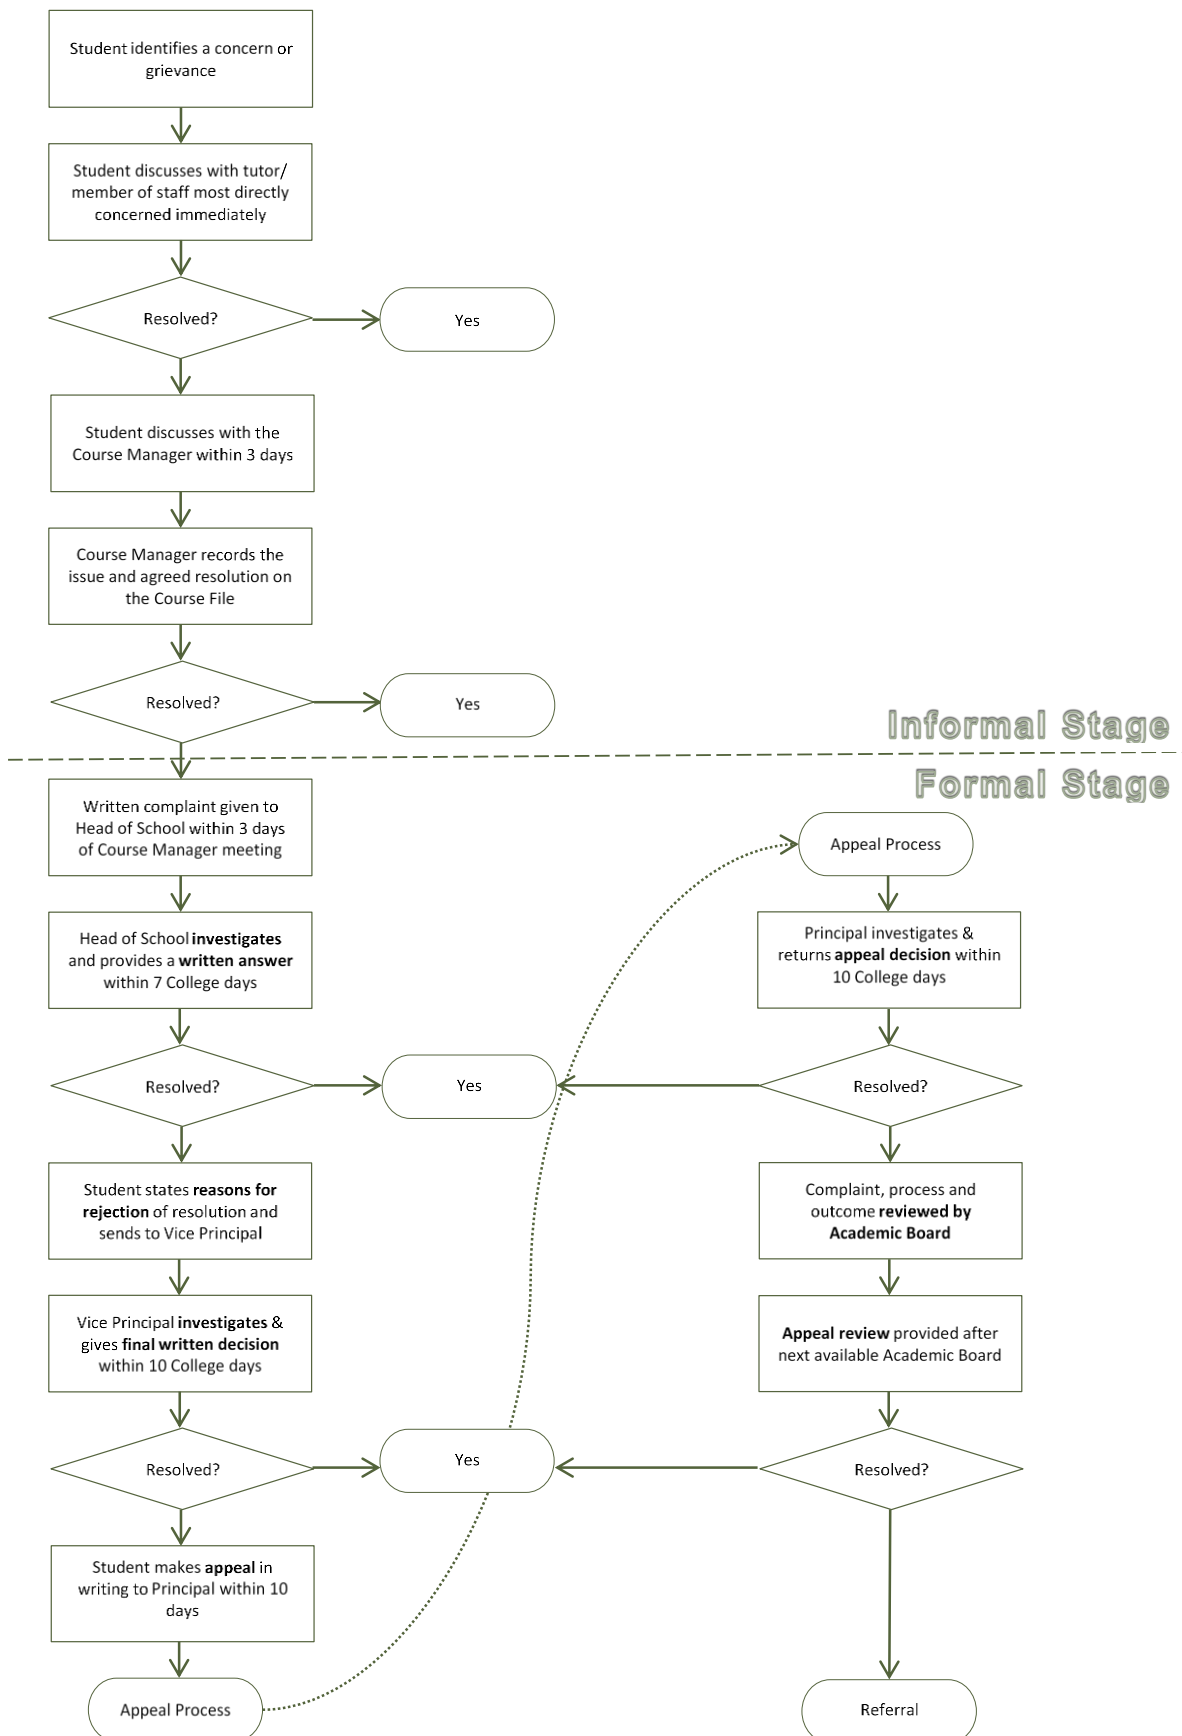 Student identifies a concern or
grievance
Student discusses with tutor/
member of staff most directly
concerned immediately
Resolved?
Yes
Student discusses with the
Course Manager within 3 days
Course Manager records the
issue and agreed resolution on
the Course File
Resolved?
Yes
Informal Stage
Formal Stage
Written complaint given to
Head of School within 3 days
of Course Manager meeting
Head of School investigates
and provides a written answer
within 7 College days
Resolved?
Yes
Student states reasons for
rejection of resolution and
sends to Vice Principal
Vice Principal investigates &
gives final written decision
within 10 College days
Resolved?
Yes
Student makes appeal in
writing to Principal within 10
days
Appeal Process
Appeal Process
Principal investigates &
returns appeal decision within
10 College days
Resolved?
Complaint, process and
outcome reviewed by
Academic Board
Appeal review provided after
next available Academic Board
Resolved?
Referral